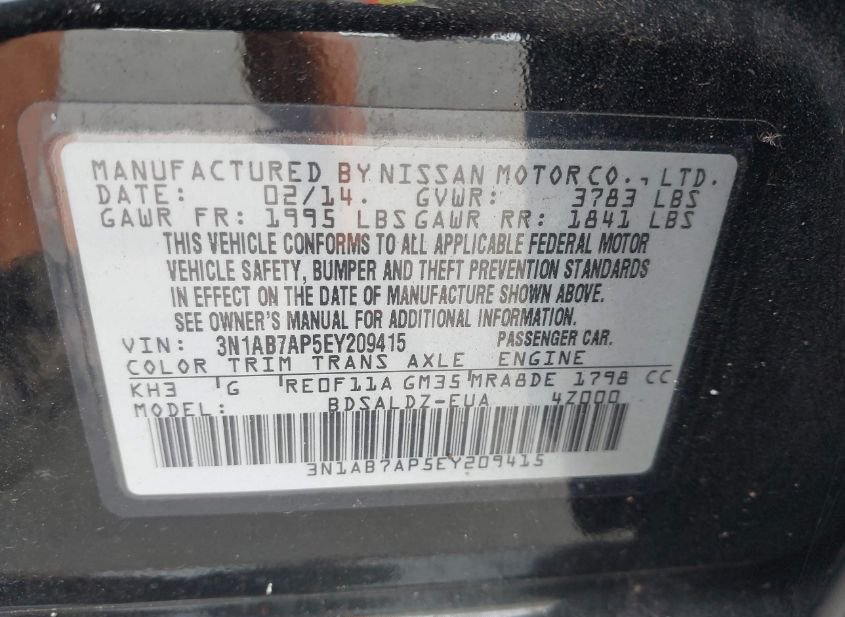 MANUFACTURED BY NISSAN MOTOR CO., LTD.
DATE: 02/14. GVWR: 3783 LBS
GAWR FR: 1995 LBS GAWR RR: 1841 LBS
THIS VEHICLE CONFORMS TO ALL APPLICABLE FEDERAL MOTOR
VEHICLE SAFETY, BUMPER AND THEFT PREVENTION STANDARDS
IN EFFECT ON THE DATE OF MANUFACTURE SHOWN ABOVE.
SEE OWNER'S MANUAL FOR ADDITIONAL INFORMATION.
VIN: 3N1AB7AP5EY209415 PASSENGER CAR.
COLOR TRIM TRANS AXLE ENGINE
KH3 G RE0F11A GM35 MRA8DE 1798 CC
MODEL: BDSALDZ-EUA 4Z000
3N1AB7AP5EY209415